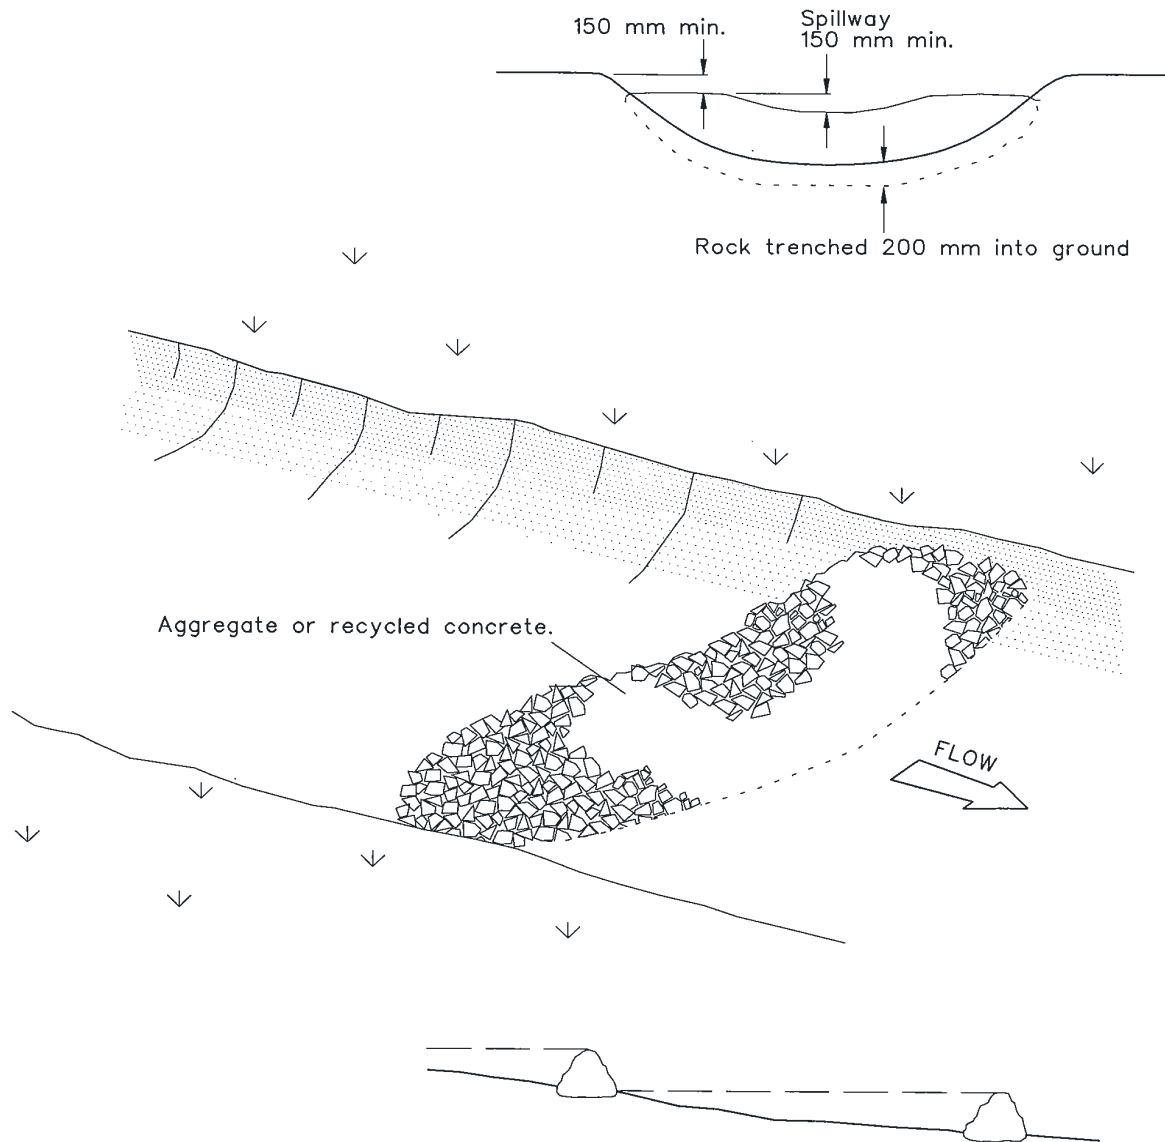 150 mm min.
Spillway
150 mm min.
Rock trenched 200 mm into ground
Aggregate or recycled concrete.
FLOW